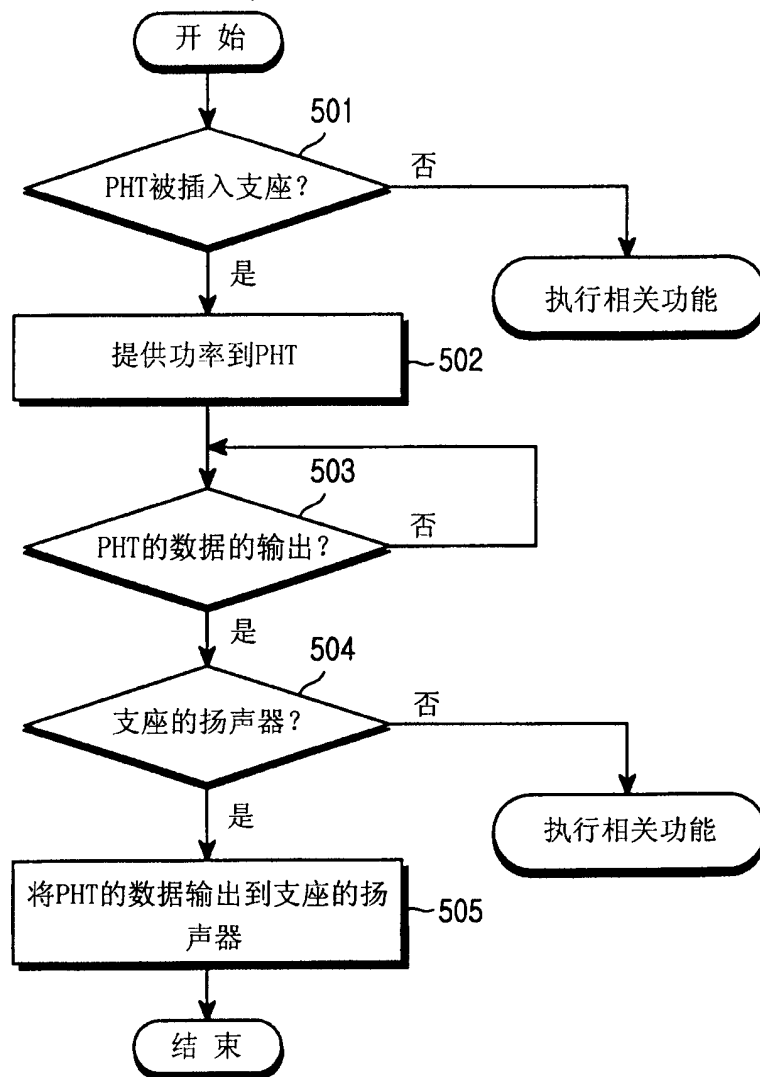 开 始
501
PHT被插入支座?
否
是
执行相关功能
提供功率到PHT
502
503
PHT的数据的输出?
否
是
504
支座的扬声器?
否
是
执行相关功能
将PHT的数据输出到支座的扬
声器
505
结 束